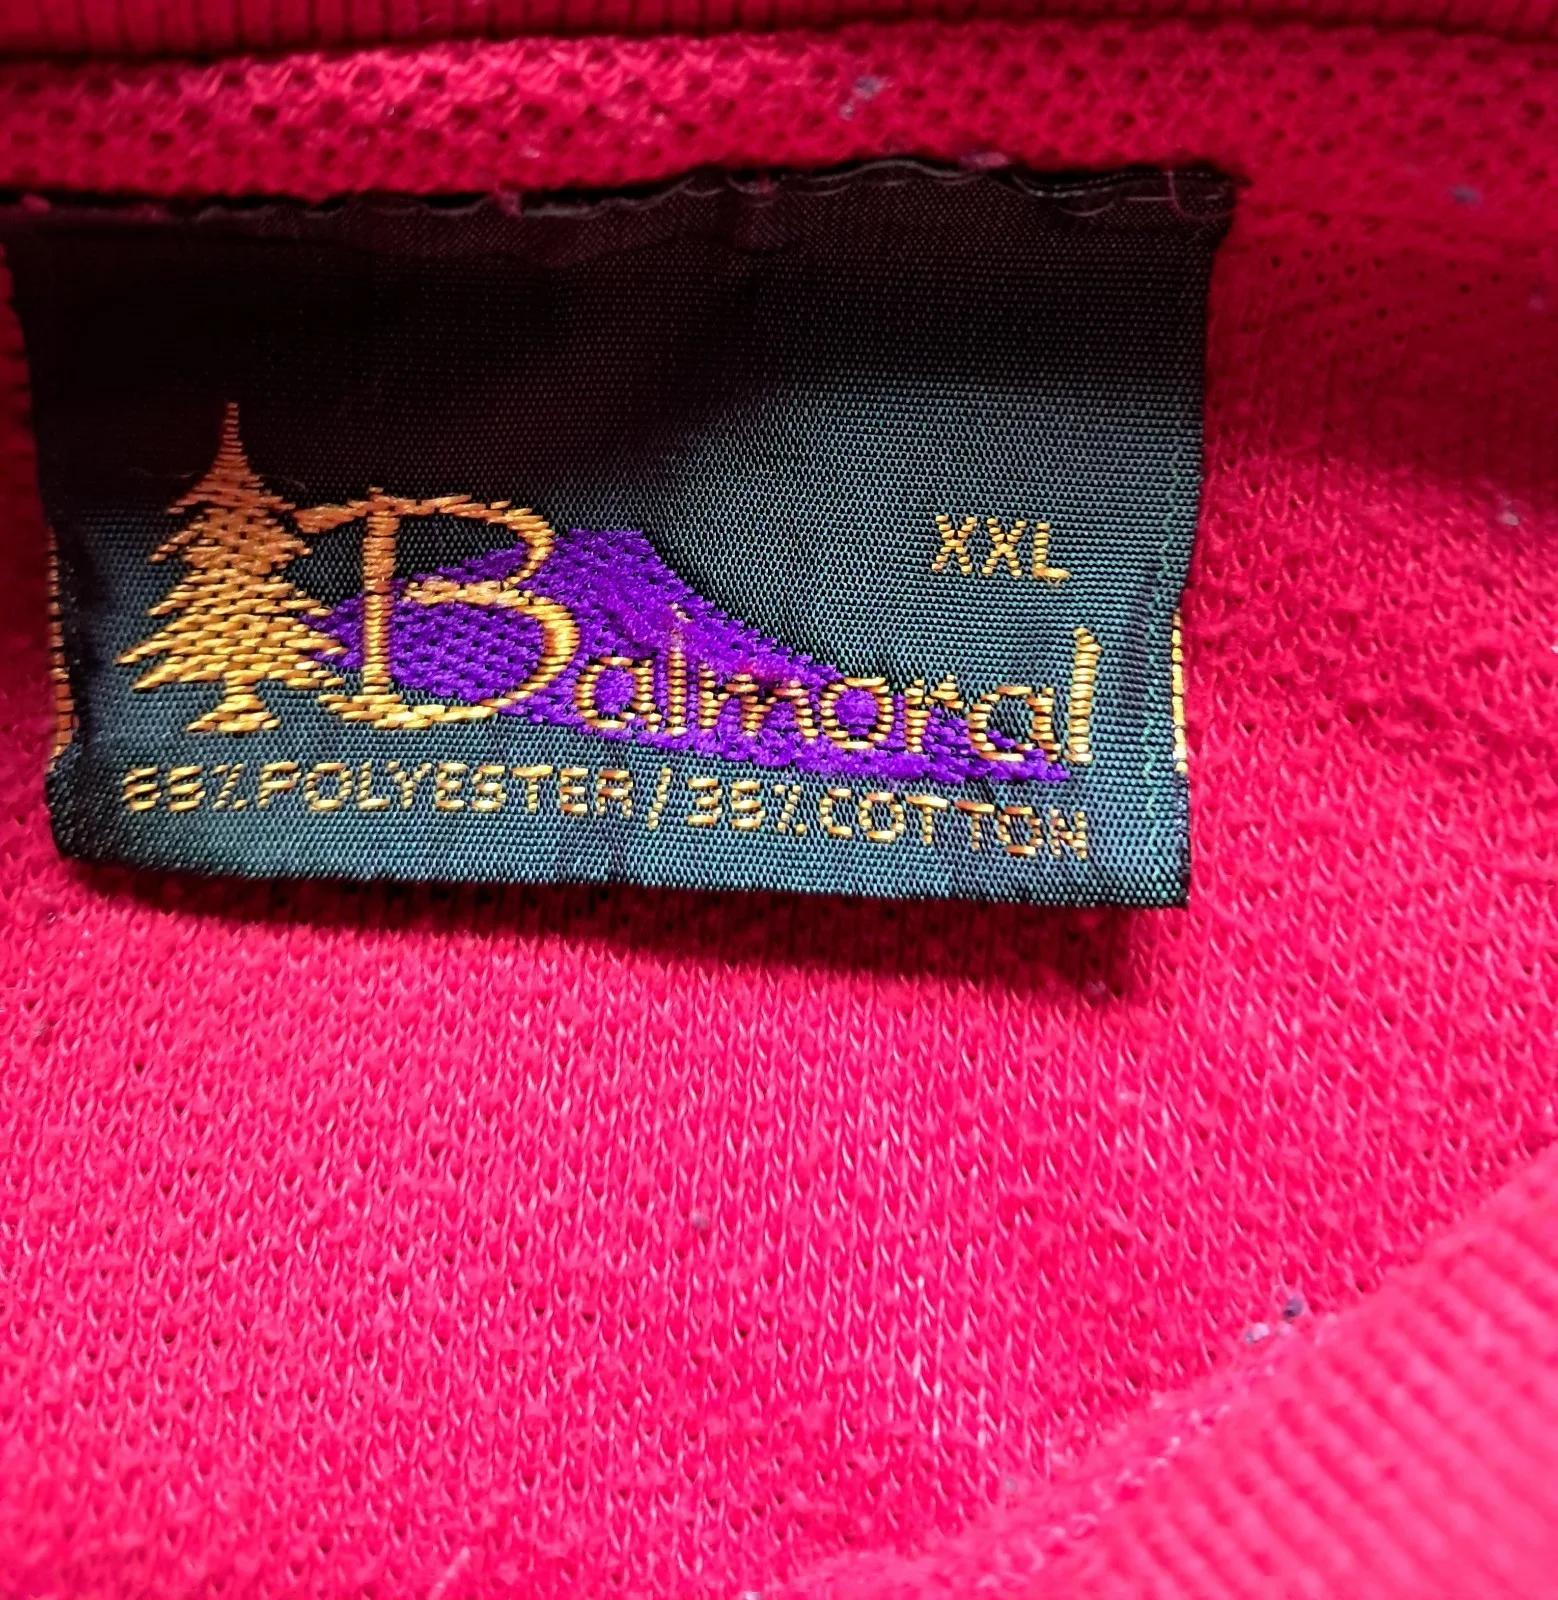 XXL
Balmoral
65% POLYESTER / 35% COTTON